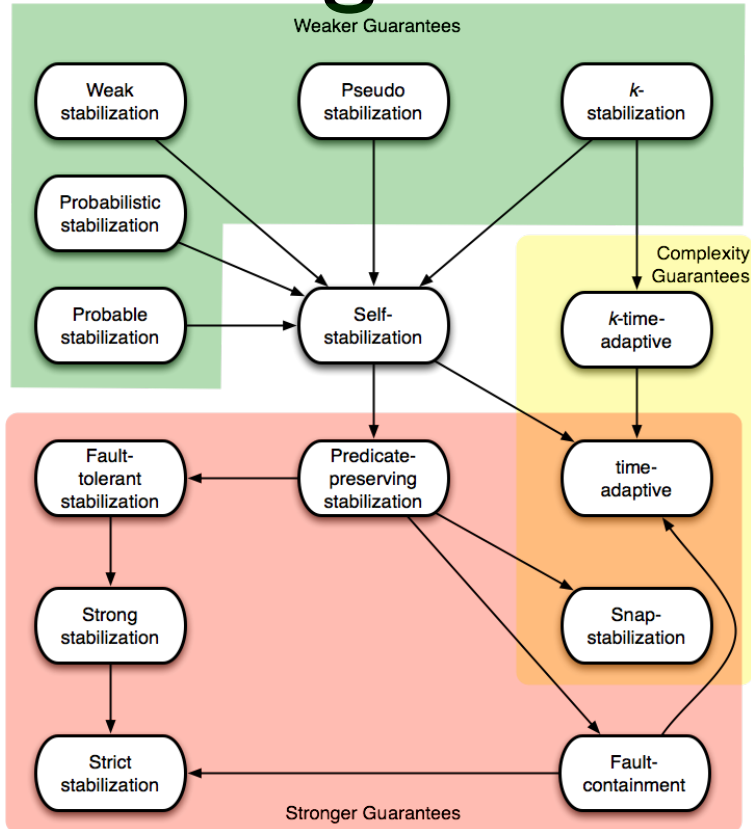 g
Weaker Guarantees
Weak
stabilization
Pseudo
stabilization
k-
stabilization
Probabilistic
stabilization
Complexity
Guarantees
Probable
stabilization
Self-
stabilization
k-time-
adaptive
Fault-
tolerant
stabilization
Predicate-
preserving
stabilization
time-
adaptive
Strong
stabilization
Snap-
stabilization
Strict
stabilization
Fault-
containment
Stronger Guarantees